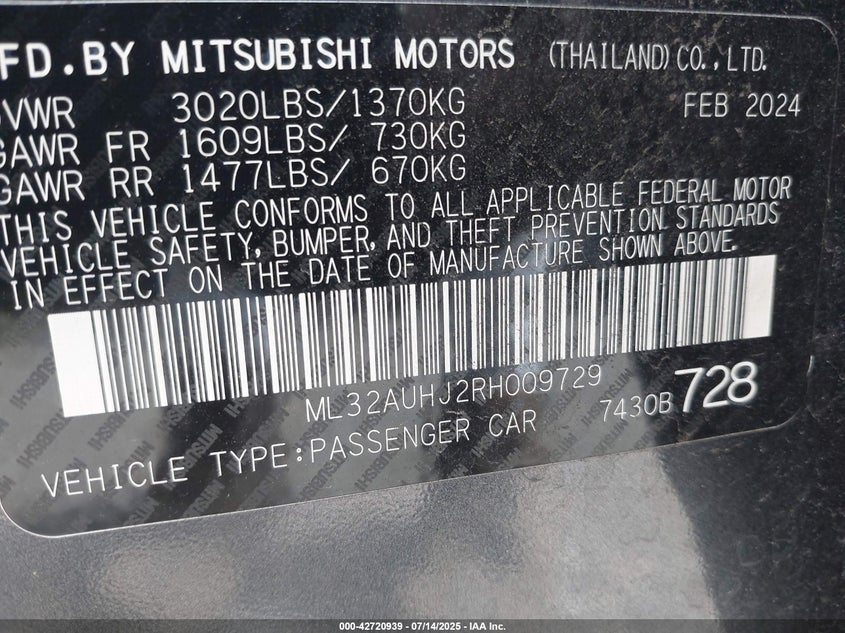 FD.BY MITSUBISHI MOTORS (THAILAND) CO.,LTD.
GVWR 3020LBS/1370KG FEB 2024
GAWR FR 1609LBS/ 730KG
GAWR RR 1477LBS/ 670KG
THIS VEHICLE CONFORMS TO ALL APPLICABLE FEDERAL MOTOR
VEHICLE SAFETY, BUMPER, AND THEFT PREVENTION STANDARDS
IN EFFECT ON THE DATE OF MANUFACTURE SHOWN ABOVE.
ML32AUHJ2RH009729
7430B 728
VEHICLE TYPE:PASSENGER CAR
000-42720939 - 07/14/2025 - IAA Inc.